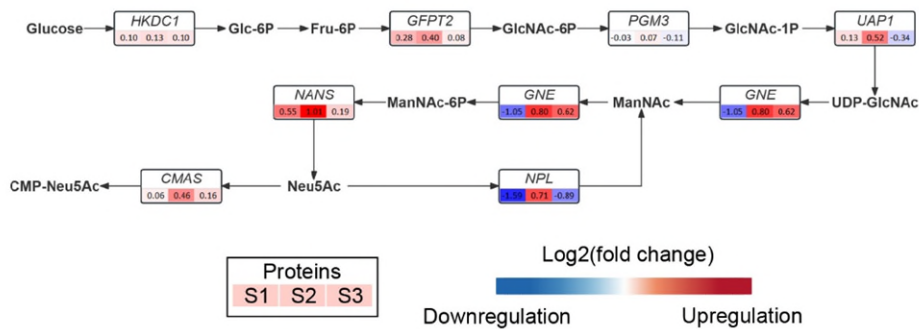 HKDC1 GFPT2 PGM3 UAP1
Glucose Glc-6P Fru-6P GlcNAc-6P GlcNAc-1P
0.10 0.13 0.10 0.28 0.40 0.08 -0.03 0.07 -0.11 0.13 0.52 -0.34
NANS GNE GNE
ManNAc-6P ManNAc UDP-GlcNAc
0.55 1.01 0.19 -1.05 0.80 0.62 -1.05 0.80 0.62
CMAS NPL
CMP-Neu5Ac Neu5Ac
0.06 0.46 0.16 -1.59 0.71 -0.89
Proteins
S1 S2 S3
Log2(fold change)
Downregulation Upregulation